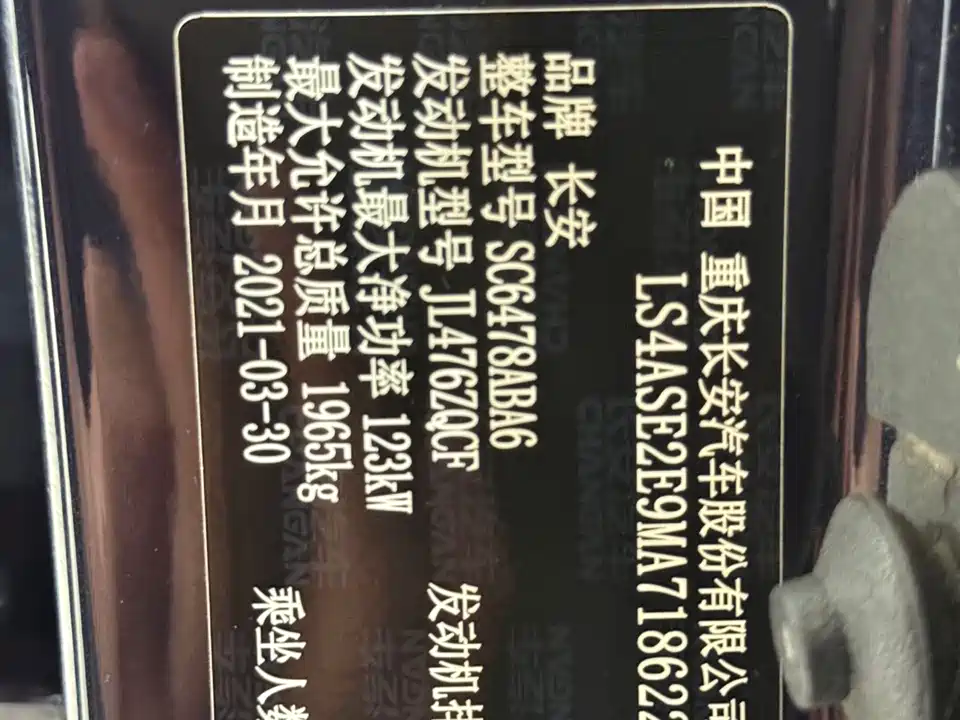 中国 重庆长安汽车股份有限公司
LS4ASE2E9MA718622
品牌 长安
整车型号 SC6478ABA6
发动机型号 JL476ZQCF 发动机排
发动机最大净功率 123kW
最大允许总质量 1965kg
制造年月 2021-03-30 乘坐人数